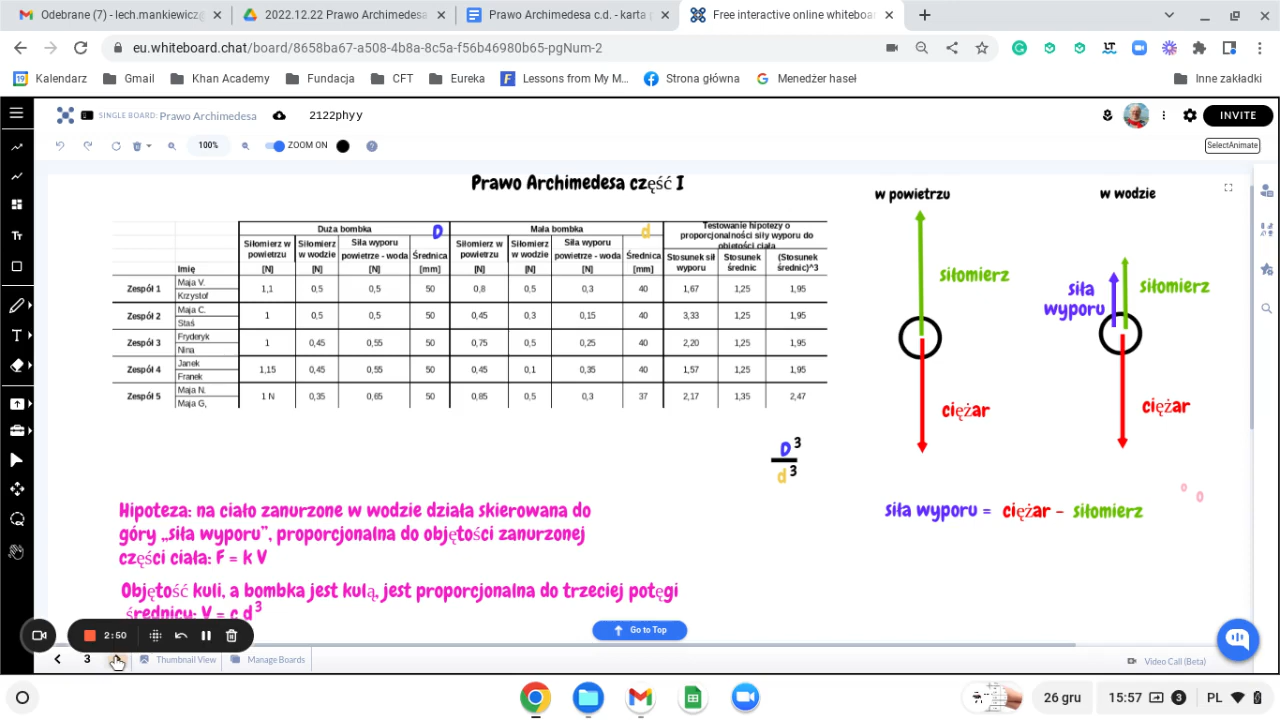 Odebrane (7) - lech.mankiewicz@
2022.12.22 Prawo Archimedesa
Prawo Archimedesa c.d. - karta
Free interactive online whiteboar
eu.whiteboard.chat/board/8658ba67-a508-4b8a-8c5a-f56b46980b65-pgNum-2
Kalendarz
Gmail
Khan Academy
Fundacja
CFT
Eureka
Lessons from My M...
Strona główna
Menedżer haseł
Inne zakładki
SINGLE BOARD: Prawo Archimedesa
2122phyy
INVITE
100%
ZOOM ON
SelectAnimate
Prawo Archimedesa część I
w powietrzu
w wodzie
Duża bombka D
Mała bombka d
Testowanie hipotezy o proporcjonalności siły wyporu do objętości ciała
Imię
Siłomierz w powietrzu [N]
Siłomierz w wodzie [N]
Siła wyporu powietrze - woda [N]
Średnica [mm]
Siłomierz w powietrzu [N]
Siłomierz w wodzie [N]
Siła wyporu powietrze - woda [N]
Średnica [mm]
Stosunek sił wyporu
Stosunek średnic
(Stosunek średnic)^3
Zespół 1 Maja V. Krzystof 1,1 0,5 0,5 50 0,8 0,5 0,3 40 1,67 1,25 1,95
Zespół 2 Maja C. Staś 1 0,5 0,5 50 0,45 0,3 0,15 40 3,33 1,25 1,95
Zespół 3 Fryderyk Nina 1 0,45 0,55 50 0,75 0,5 0,25 40 2,20 1,25 1,95
Zespół 4 Janek Franek 1,15 0,45 0,55 50 0,45 0,1 0,35 40 1,57 1,25 1,95
Zespół 5 Maja N. Maja G, 1 N 0,35 0,65 50 0,85 0,5 0,3 37 2,17 1,35 2,47
siłomierz
siła
wyporu
siłomierz
ciężar
ciężar
D 3
d 3
siła wyporu = ciężar - siłomierz
Hipoteza: na ciało zanurzone w wodzie działa skierowana do
góry „siła wyporu”, proporcjonalna do objętości zanurzonej
części ciała: F = k V
Objętość kuli, a bombka jest kulą, jest proporcjonalna do trzeciej potęgi
średnicy: V = c d 3
2:50
Go to Top
3
Thumbnail View
Manage Boards
Video Call (Beta)
26 gru
15:57
3
PL